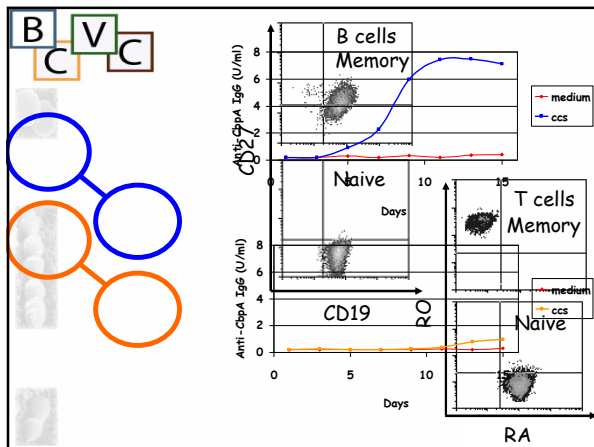 B
C
V
C
B cells
Memory
8
6
4
2
0
Anti-CbpA IgG (U/ml)
CD27
medium
ccs
0
5
10
15
Naive
Days
T cells
Memory
8
6
4
2
0
Anti-CbpA IgG (U/ml)
CD19
RO
medium
ccs
Naive
0
5
10
15
Days
RA